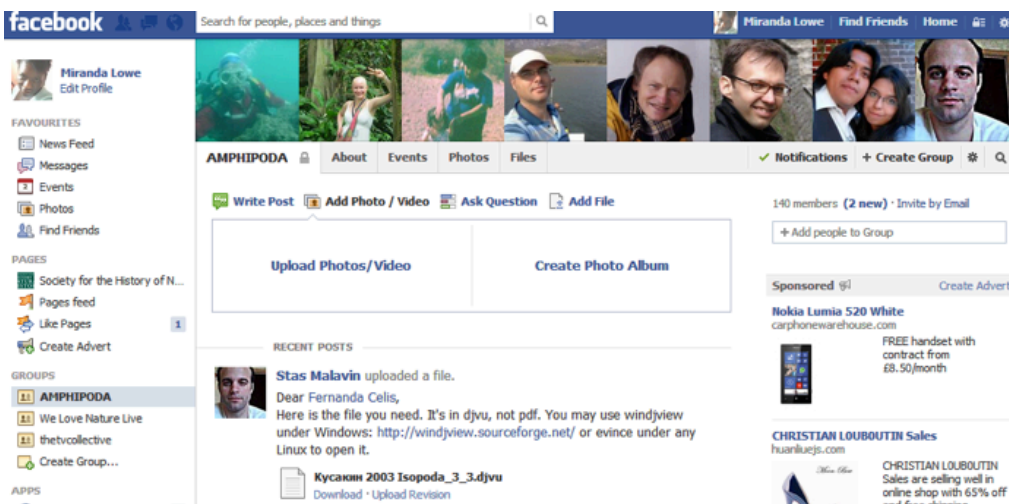 facebook
Search for people, places and things
Miranda Lowe Find Friends Home
Miranda Lowe
Edit Profile
FAVOURITES
News Feed
Messages
Events
Photos
Find Friends
PAGES
Society for the History of N...
Pages feed
Like Pages 1
Create Advert
GROUPS
AMPHIPODA
We Love Nature Live
thetvcollective
Create Group...
APPS
AMPHIPODA About Events Photos Files
Notifications + Create Group
Write Post Add Photo / Video Ask Question Add File
Upload Photos/Video Create Photo Album
RECENT POSTS
Stas Malavin uploaded a file.
Dear Fernanda Celis,
Here is the file you need. It's in djvu, not pdf. You may use windjview
under Windows: http://windjview.sourceforge.net/ or evince under any
Linux to open it.
Кусакин 2003 Isopoda_3_3.djvu
Download · Upload Revision
140 members (2 new) · Invite by Email
+ Add people to Group
Sponsored Create Advert
Nokia Lumia 520 White
carphonewarehouse.com
FREE handset with
contract from
£8.50/month
CHRISTIAN LOUBOUTIN Sales
huanliuejs.com
CHRISTIAN LOUBOUTIN
Sales are selling well in
online shop with 65% off